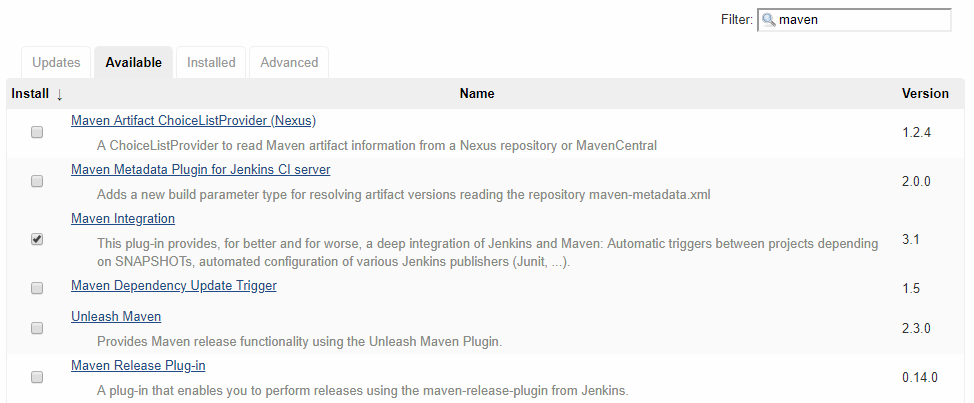 Filter: maven
Updates Available Installed Advanced
Install ↓ Name Version
Maven Artifact ChoiceListProvider (Nexus)
A ChoiceListProvider to read Maven artifact information from a Nexus repository or MavenCentral
1.2.4
Maven Metadata Plugin for Jenkins CI server
Adds a new build parameter type for resolving artifact versions reading the repository maven-metadata.xml
2.0.0
Maven Integration
This plug-in provides, for better and for worse, a deep integration of Jenkins and Maven: Automatic triggers between projects depending
on SNAPSHOTs, automated configuration of various Jenkins publishers (Junit, ...).
3.1
Maven Dependency Update Trigger
1.5
Unleash Maven
Provides Maven release functionality using the Unleash Maven Plugin.
2.3.0
Maven Release Plug-in
A plug-in that enables you to perform releases using the maven-release-plugin from Jenkins.
0.14.0